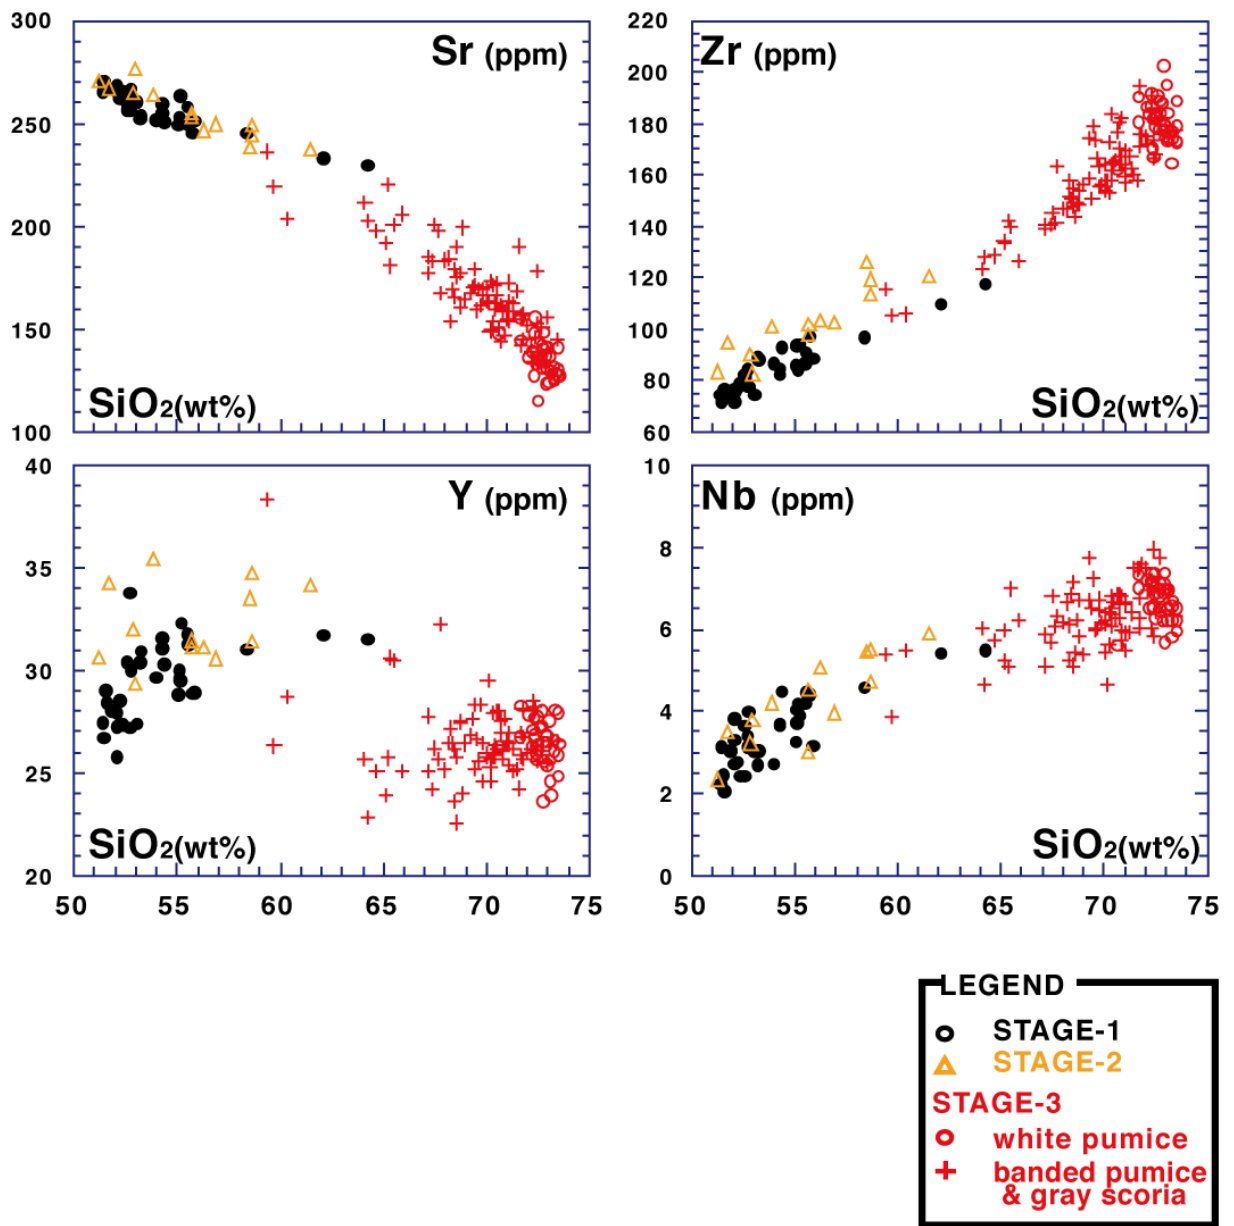 300
250
200
150
100
Sr (ppm)
SiO2(wt%)
220
200
180
160
140
120
100
80
60
Zr (ppm)
SiO2(wt%)
40
35
30
25
20
Y (ppm)
SiO2(wt%)
50 55 60 65 70 75
10
8
6
4
2
0
Nb (ppm)
SiO2(wt%)
50 55 60 65 70 75
LEGEND
STAGE-1
STAGE-2
STAGE-3
white pumice
banded pumice
& gray scoria